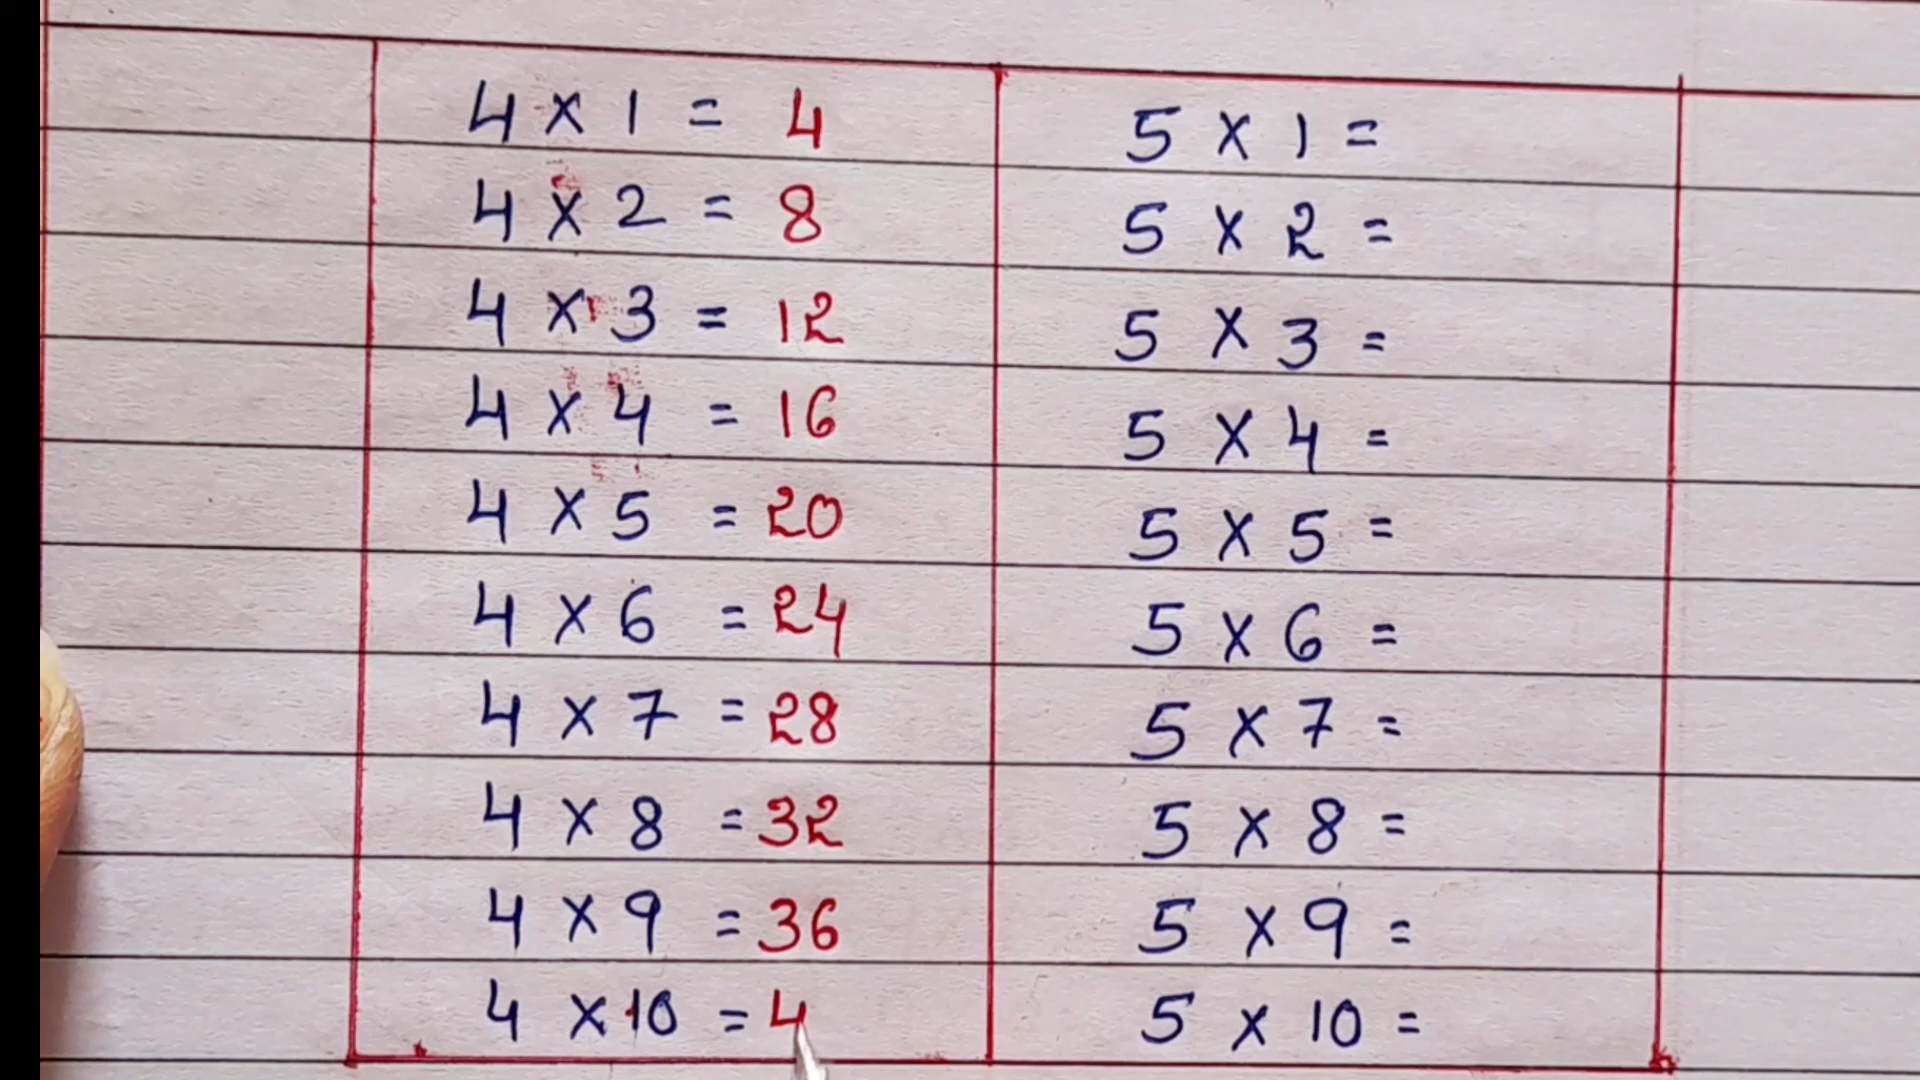 4 × 1 = 4
4 × 2 = 8
4 × 3 = 12
4 × 4 = 16
4 × 5 = 20
4 × 6 = 24
4 × 7 = 28
4 × 8 = 32
4 × 9 = 36
4 × 10 = 4
5 × 1 =
5 × 2 =
5 × 3 =
5 × 4 =
5 × 5 =
5 × 6 =
5 × 7 =
5 × 8 =
5 × 9 =
5 × 10 =